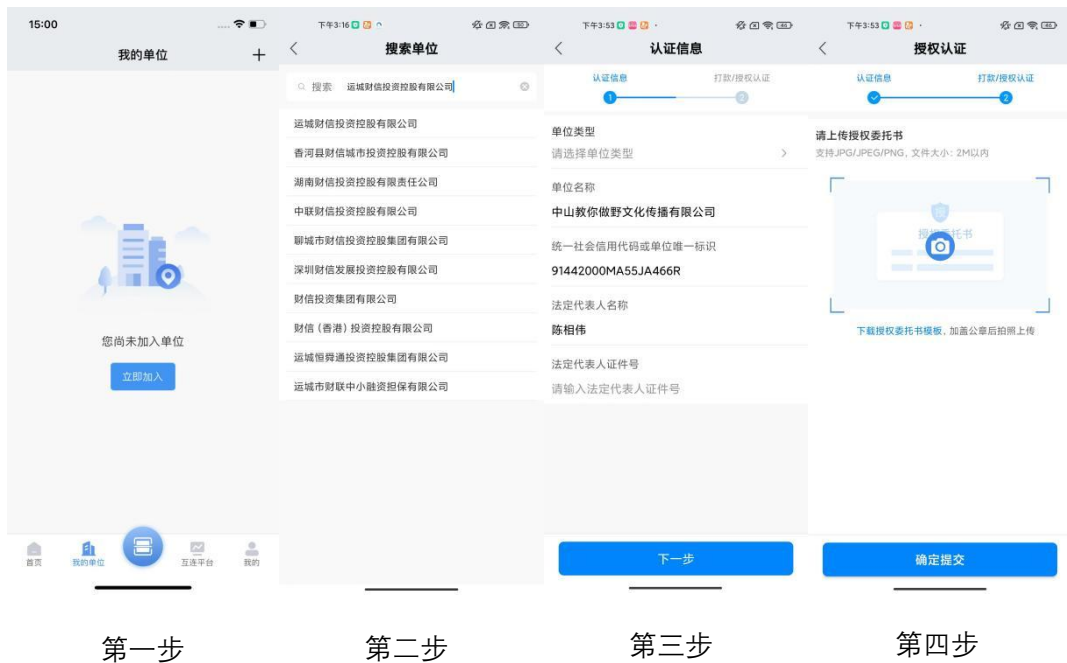 15:00
我的单位
您尚未加入单位
立即加入
首页
我的单位
互连平台
我的
第一步
下午3:16
搜索单位
搜索 运城财信投资控股有限公司
运城财信投资控股有限公司
香河县财信城市投资控股有限公司
湖南财信投资控股有限责任公司
中联财信投资控股有限公司
聊城市财信投资控股集团有限公司
深圳财信发展投资控股有限公司
财信投资集团有限公司
财信（香港）投资控股有限公司
运城恒舜通投资控股集团有限公司
运城市财联中小融资担保有限公司
第二步
下午3:53
认证信息
认证信息 打款/授权认证
1 2
单位类型
请选择单位类型
单位名称
中山教你做野文化传播有限公司
统一社会信用代码或单位唯一标识
91442000MA55JA466R
法定代表人名称
陈相伟
法定代表人证件号
请输入法定代表人证件号
下一步
第三步
下午3:53
授权认证
认证信息 打款/授权认证
2
请上传授权委托书
支持JPG/JPEG/PNG，文件大小：2M以内
下载授权委托书模板，加盖公章后拍照上传
确定提交
第四步